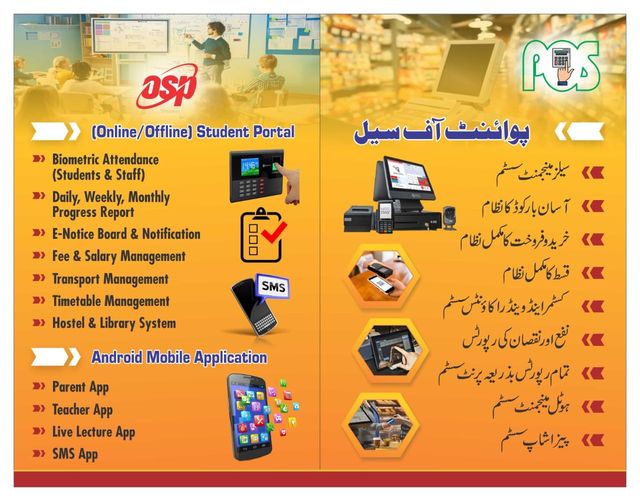 osp
(Online/Offline) Student Portal
Biometric Attendance
(Students & Staff)
Daily, Weekly, Monthly
Progress Report
E-Notice Board & Notification
Fee & Salary Management
Transport Management
Timetable Management
Hostel & Library System
SMS
Android Mobile Application
Parent App
Teacher App
Live Lecture App
SMS App
POS
پوائنٹ آف سیل
سیلز مینجمنٹ سسٹم
آسان بارکوڈ کا نظام
خرید و فروخت کا مکمل نظام
قسط کا مکمل نظام
کسٹمر اینڈ وینڈر اکاؤنٹس سسٹم
نفع اور نقصان کی رپورٹس
تمام رپورٹس بذریعہ پرنٹ سسٹم
ہوٹل مینجمنٹ سسٹم
پیزا شاپ سسٹم